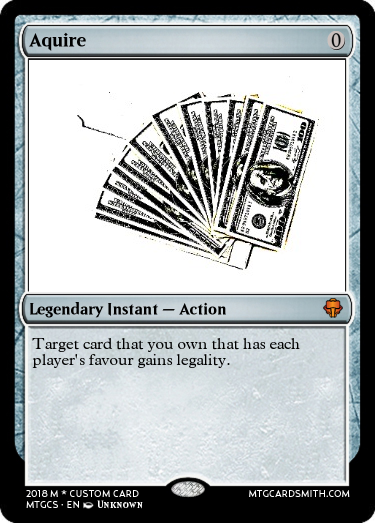 Aquire 0
Legendary Instant — Action
Target card that you own that has each
player's favour gains legality.
2018 M * CUSTOM CARD
MTGCS • EN UNKNOWN
MTGCARDSMITH.COM